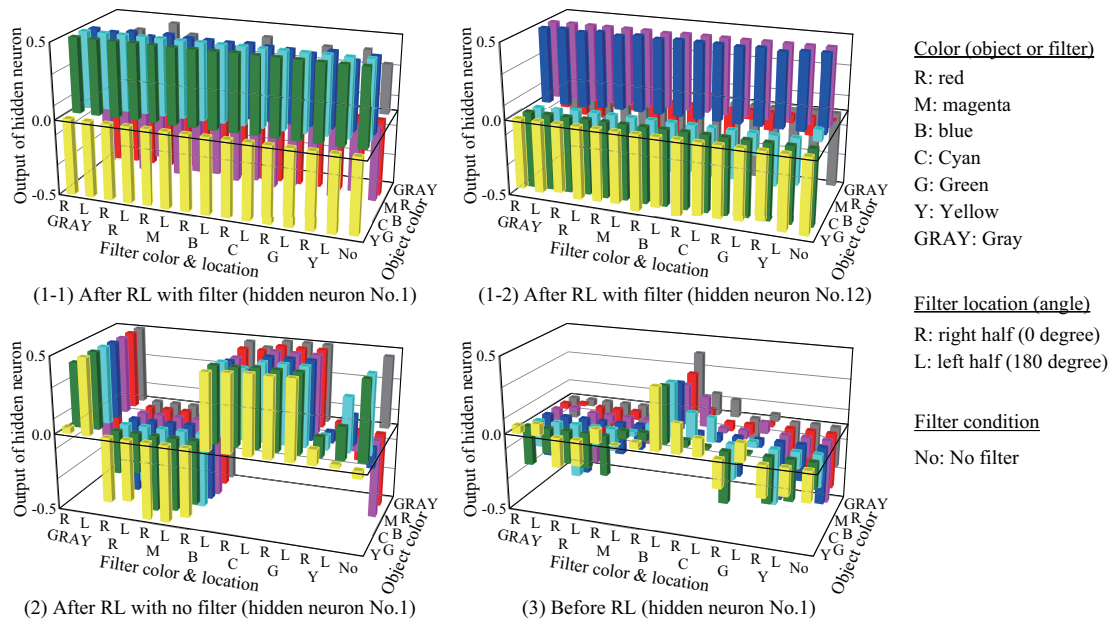 Output of hidden neuron
0.5
0.0
-0.5
R L R L R L R L R L R L R L No
GRAY R M B C G Y
Filter color & location
GRAY
M R
C B
Y G
Object color
(1-1) After RL with filter (hidden neuron No.1)
Output of hidden neuron
0.5
0.0
-0.5
R L R L R L R L R L R L R L No
GRAY R M B C G Y
Filter color & location
GRAY
M R
C B
Y G
Object color
(1-2) After RL with filter (hidden neuron No.12)
Output of hidden neuron
0.5
0.0
-0.5
R L R L R L R L R L R L R L No
GRAY R M B C G Y
Filter color & location
GRAY
M R
C B
Y G
Object color
(2) After RL with no filter (hidden neuron No.1)
Output of hidden neuron
0.5
0.0
-0.5
R L R L R L R L R L R L R L No
GRAY R M B C G Y
Filter color & location
GRAY
M R
C B
Y G
Object color
(3) Before RL (hidden neuron No.1)
Color (object or filter)
R: red
M: magenta
B: blue
C: Cyan
G: Green
Y: Yellow
GRAY: Gray
Filter location (angle)
R: right half (0 degree)
L: left half (180 degree)
Filter condition
No: No filter